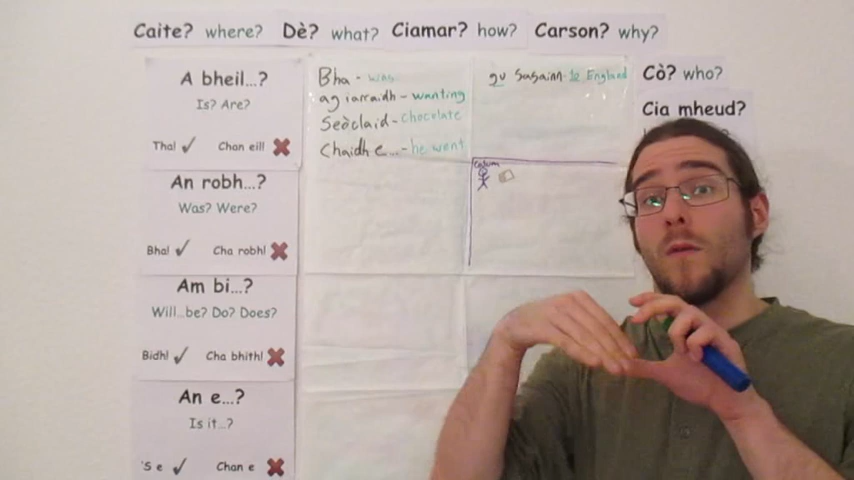 Caite? where? Dè? what? Ciamar? how? Carson? why?
Cò? who?
Cia mheud?
A bheil...?
Is? Are?
Tha! Chan eil!
An robh...?
Was? Were?
Bha! Cha robh!
Am bi...?
Will...be? Do? Does?
Bidh! Cha bhith!
An e...?
Is it...?
'S e Chan e
Bha - was
ag iarraidh - wanting
Seòclaid - chocolate
Chaidh e...- he went
gu Sasainn - to England
Calum